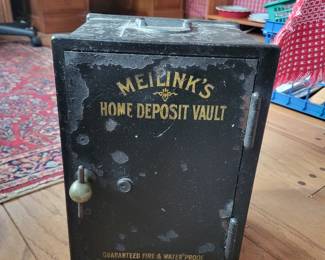 MEILINK'S
HOME DEPOSIT VAULT
GUARANTEED FIRE & WATER PROOF